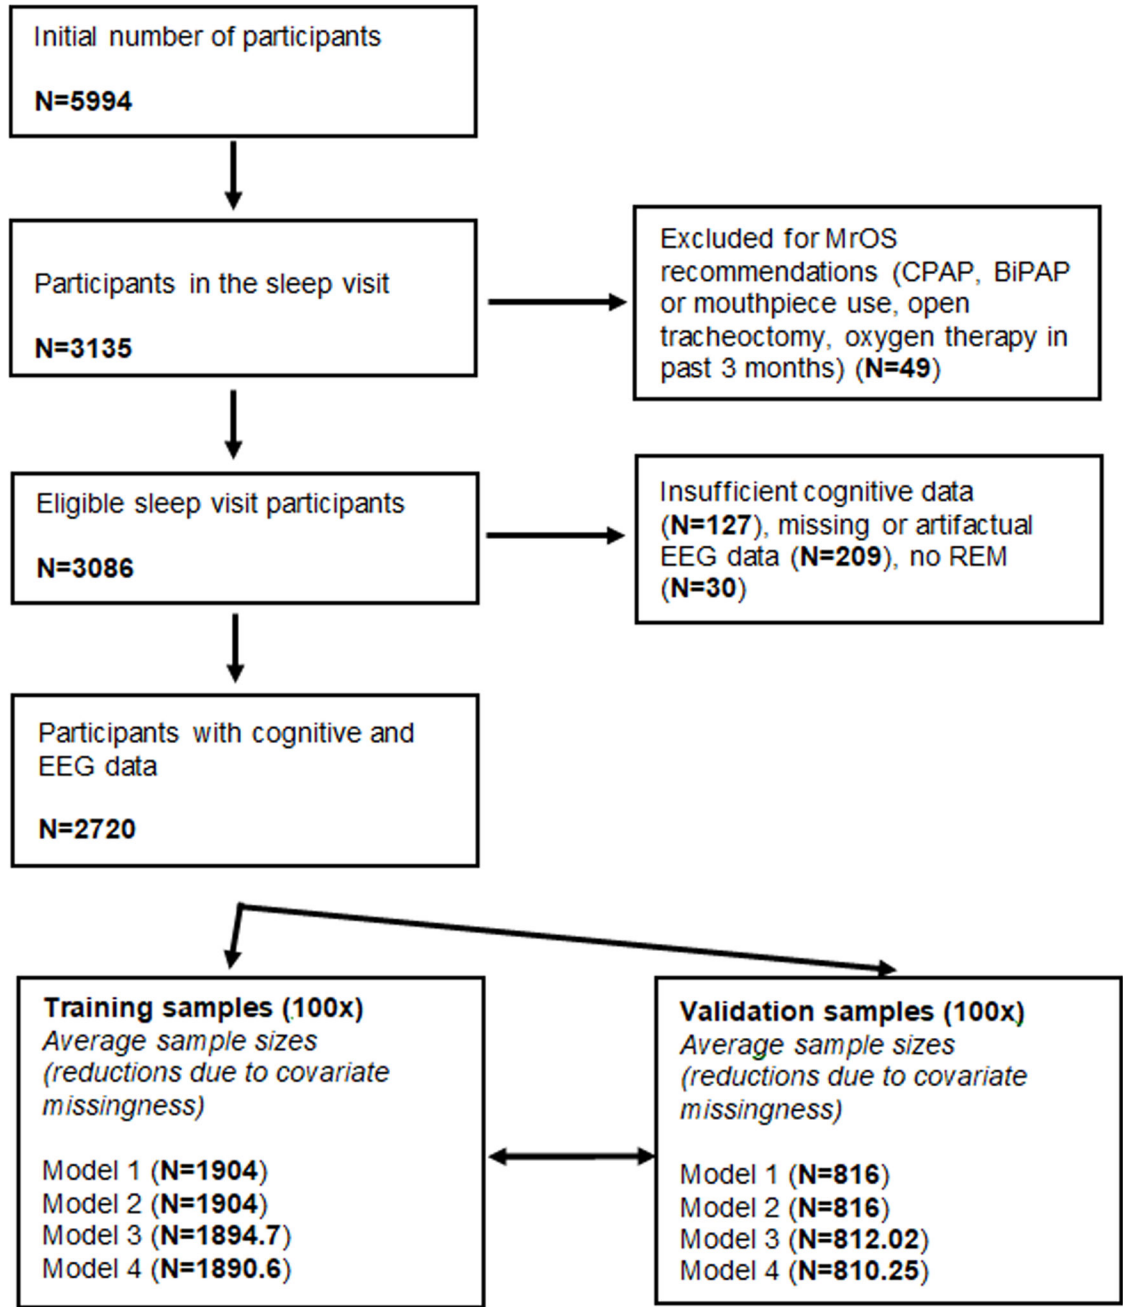 Initial number of participants
N=5994
Participants in the sleep visit
N=3135
Excluded for MrOS
recommendations (CPAP, BiPAP
or mouthpiece use, open
tracheoctomy, oxygen therapy in
past 3 months) (N=49)
Eligible sleep visit participants
N=3086
Insufficient cognitive data
(N=127), missing or artifactual
EEG data (N=209), no REM
(N=30)
Participants with cognitive and
EEG data
N=2720
Training samples (100x)
Average sample sizes
(reductions due to covariate
missingness)
Model 1 (N=1904)
Model 2 (N=1904)
Model 3 (N=1894.7)
Model 4 (N=1890.6)
Validation samples (100x)
Average sample sizes
(reductions due to covariate
missingness)
Model 1 (N=816)
Model 2 (N=816)
Model 3 (N=812.02)
Model 4 (N=810.25)